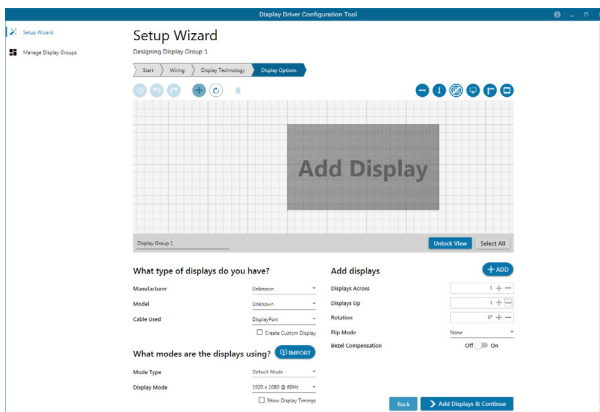 Display Driver Configuration Tool
Setup Wizard
Manage Display Groups
Setup Wizard
Designing Display Group 1
Start
Wiring
Display Technology
Display Options
Add Display
Display Group 1
Unlock View
Select All
What type of displays do you have?
Manufacturer
Unknown
Model
Unknown
Cable Used
DisplayPort
Create Custom Display
What modes are the displays using?
IMPORT
Mode Type
Default Mode
Display Mode
1920 x 1080 @ 60Hz
Show Display Timings
Add displays
+ ADD
Displays Across
1 + −
Displays Up
1 + −
Rotation
0° + −
Flip Mode
None
Bezel Compensation
Off On
Back
Add Displays & Continue